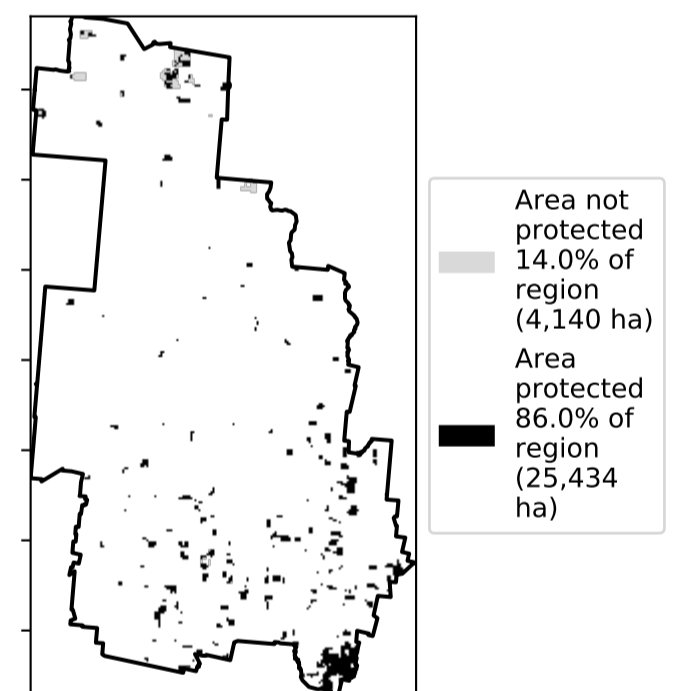 Area not
protected
14.0% of
region
(4,140 ha)
Area
protected
86.0% of
region
(25,434
ha)